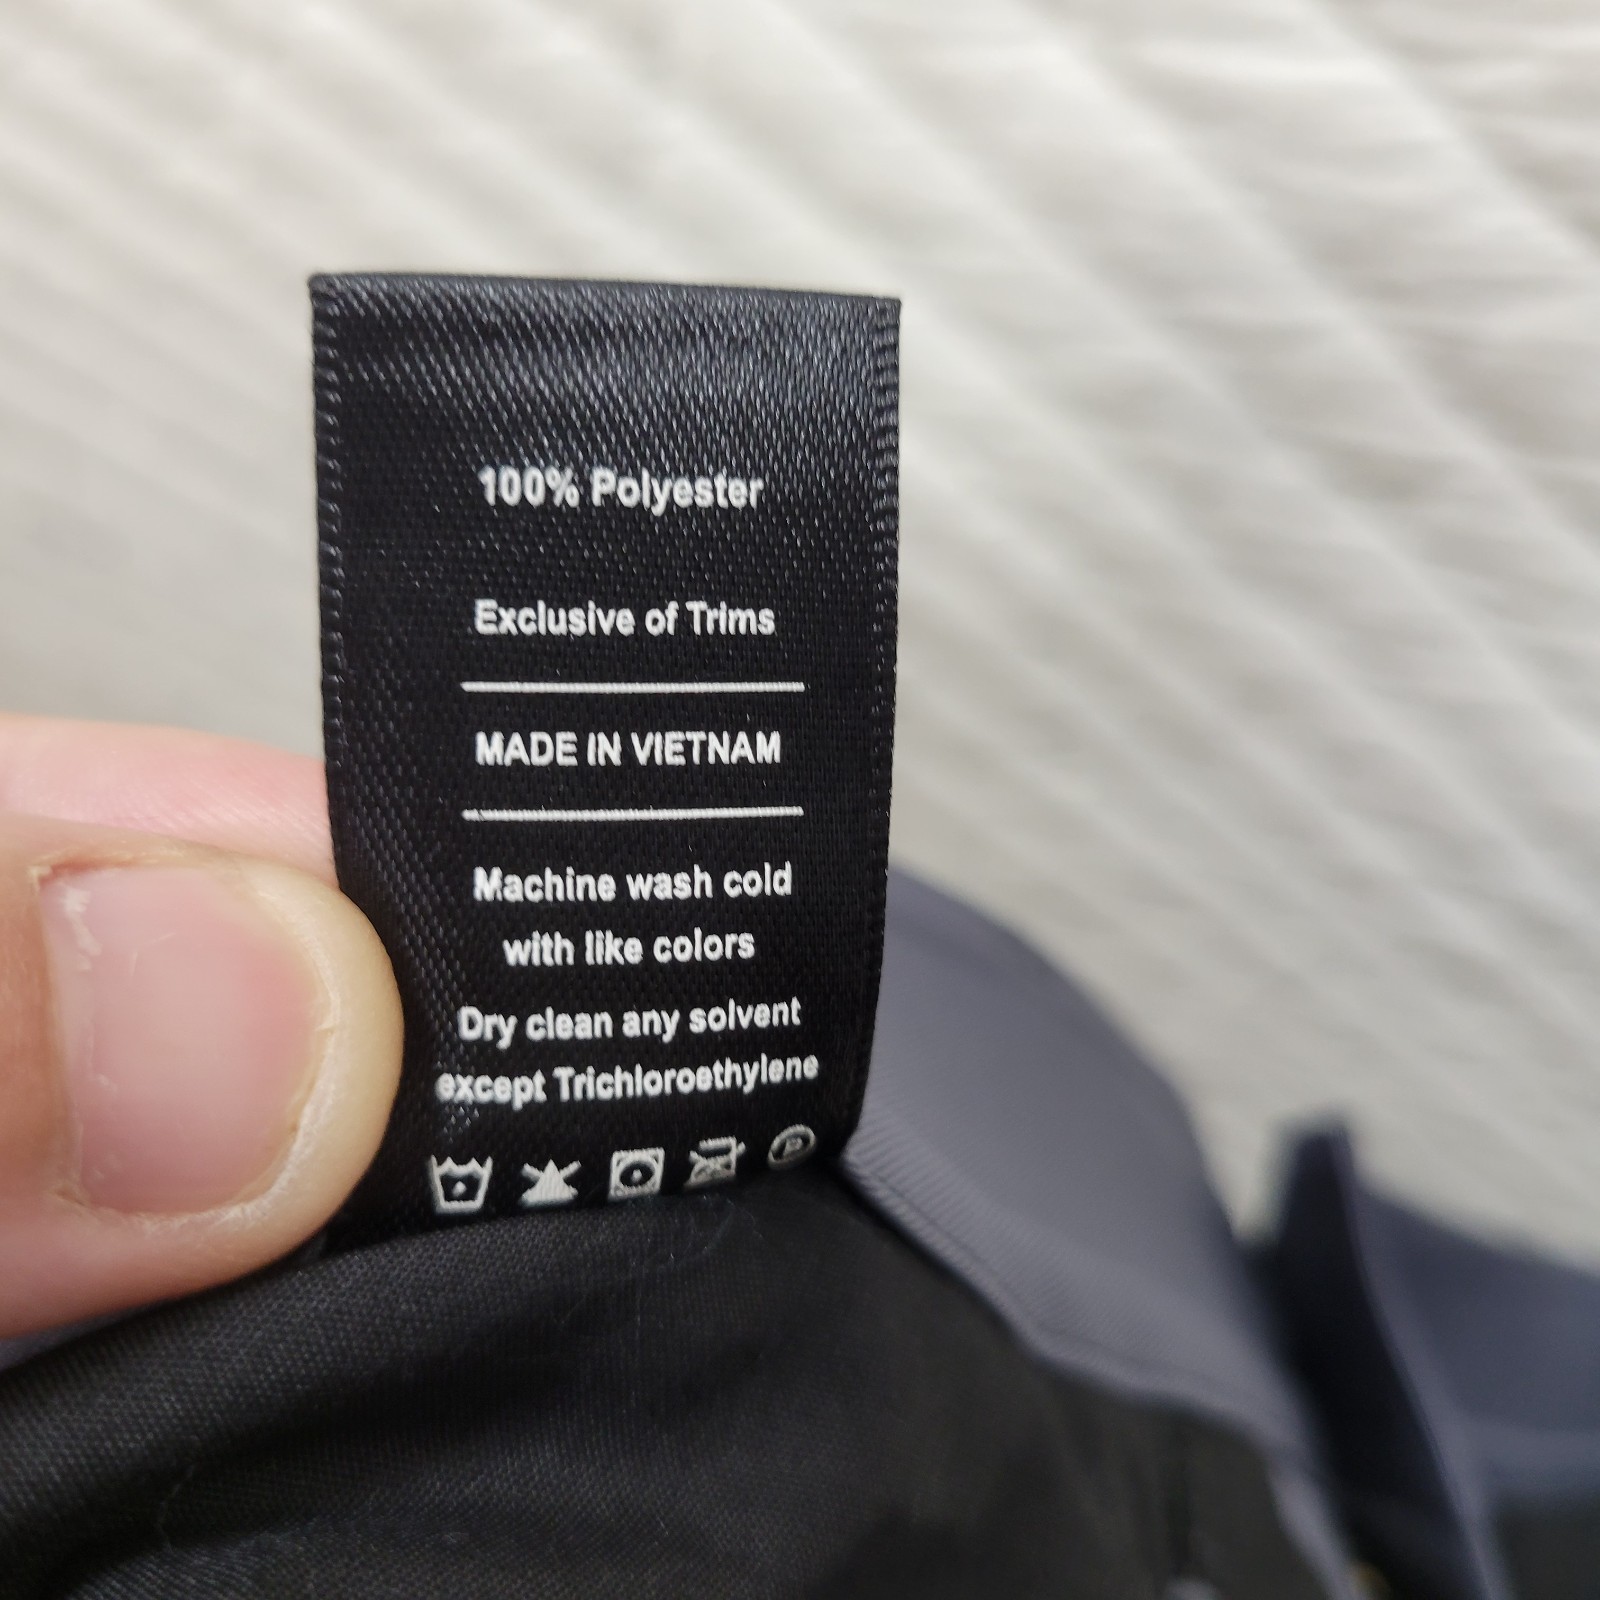 100% Polyester
Exclusive of Trims
MADE IN VIETNAM
Machine wash cold
with like colors
Dry clean any solvent
except Trichloroethylene
P